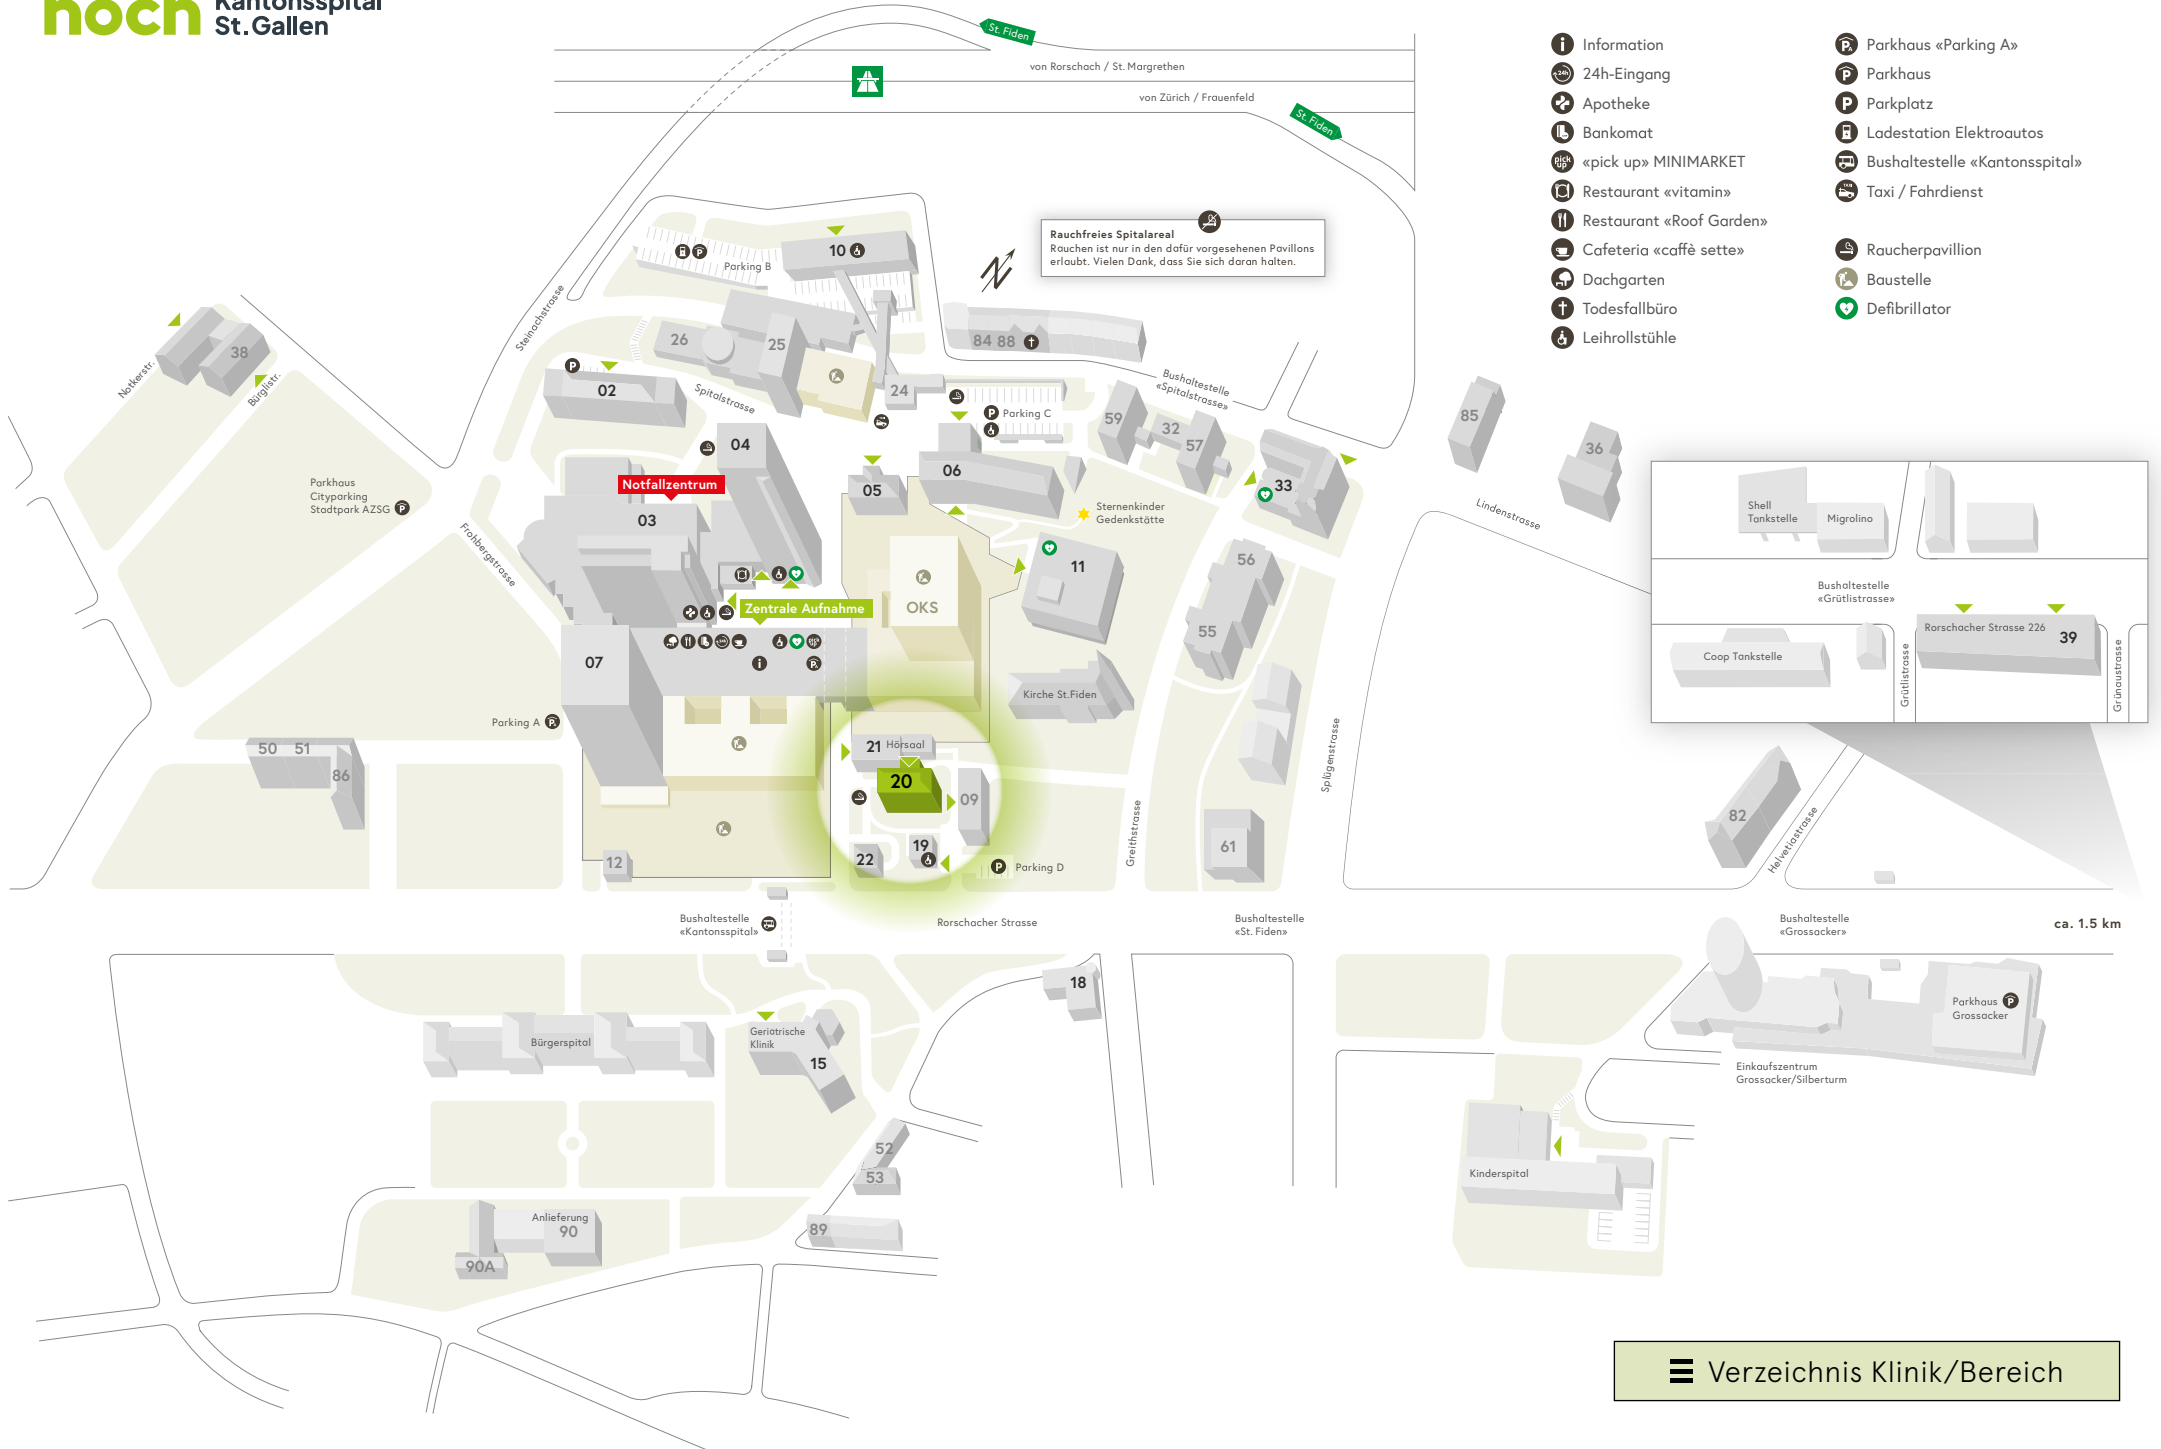 noch Kantonsspital
St.Gallen
St. Fiden
von Rorschach / St. Margrethen
von Zürich / Frauenfeld
St. Fiden
Information
24h-Eingang
Apotheke
Bankomat
«pick up» MINIMARKET
Restaurant «vitamin»
Restaurant «Roof Garden»
Cafeteria «caffè sette»
Dachgarten
Todesfallbüro
Leihrollstühle
Parkhaus «Parking A»
Parkhaus
Parkplatz
Ladestation Elektroautos
Bushaltestelle «Kantonsspital»
Taxi / Fahrdienst
Raucherpavillion
Baustelle
Defibrillator
Rauchfreies Spitalareal
Rauchen ist nur in den dafür vorgesehenen Pavillons
erlaubt. Vielen Dank, dass Sie sich daran halten.
N
10
Parking B
Steinachstrasse
26
25
84 88
24
38
Notkerstr.
Bürglistr.
02
Spitalstrasse
Bushaltestelle
«Spitalstrasse»
Parking C
59
32
57
85
36
04
06
05
33
Notfallzentrum
03
Parkhaus
Cityparking
Stadtpark AZSG
Frohbergstrasse
Sternenkinder
Gedenkstätte
Lindenstrasse
11
56
55
OKS
Zentrale Aufnahme
07
Kirche St.Fiden
Parking A
Shell
Tankstelle
Migrolino
Bushaltestelle
«Grütlistrasse»
Rorschacher Strasse 226
39
Coop Tankstelle
Grütlistrasse
Grünaustrasse
50 51
86
21 Hörsaal
20
09
19
22
12
Parking D
Greithstrasse
Splügenstrasse
61
82
Helvetiastrasse
Bushaltestelle
«Kantonsspital»
Rorschacher Strasse
Bushaltestelle
«St. Fiden»
Bushaltestelle
«Grossacker»
ca. 1.5 km
18
Bürgerspital
Geriatrische
Klinik
15
Parkhaus
Grossacker
Einkaufszentrum
Grossacker/Silberturm
52
53
89
Kinderspital
Anlieferung
90
90A
Verzeichnis Klinik/Bereich